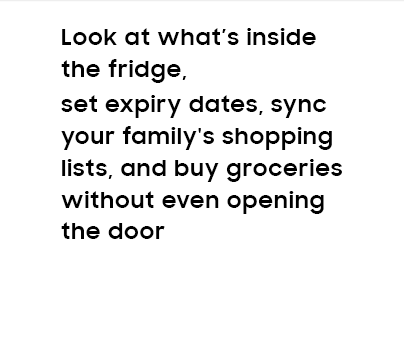 Look at what’s inside
the fridge,
set expiry dates, sync
your family's shopping
lists, and buy groceries
without even opening
the door